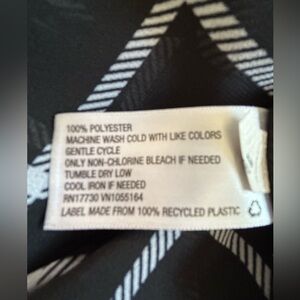 100% POLYESTER
MACHINE WASH COLD WITH LIKE COLORS
GENTLE CYCLE
ONLY NON-CHLORINE BLEACH IF NEEDED
TUMBLE DRY LOW
COOL IRON IF NEEDED
RN17730 VN1055164
LABEL MADE FROM 100% RECYCLED PLASTIC